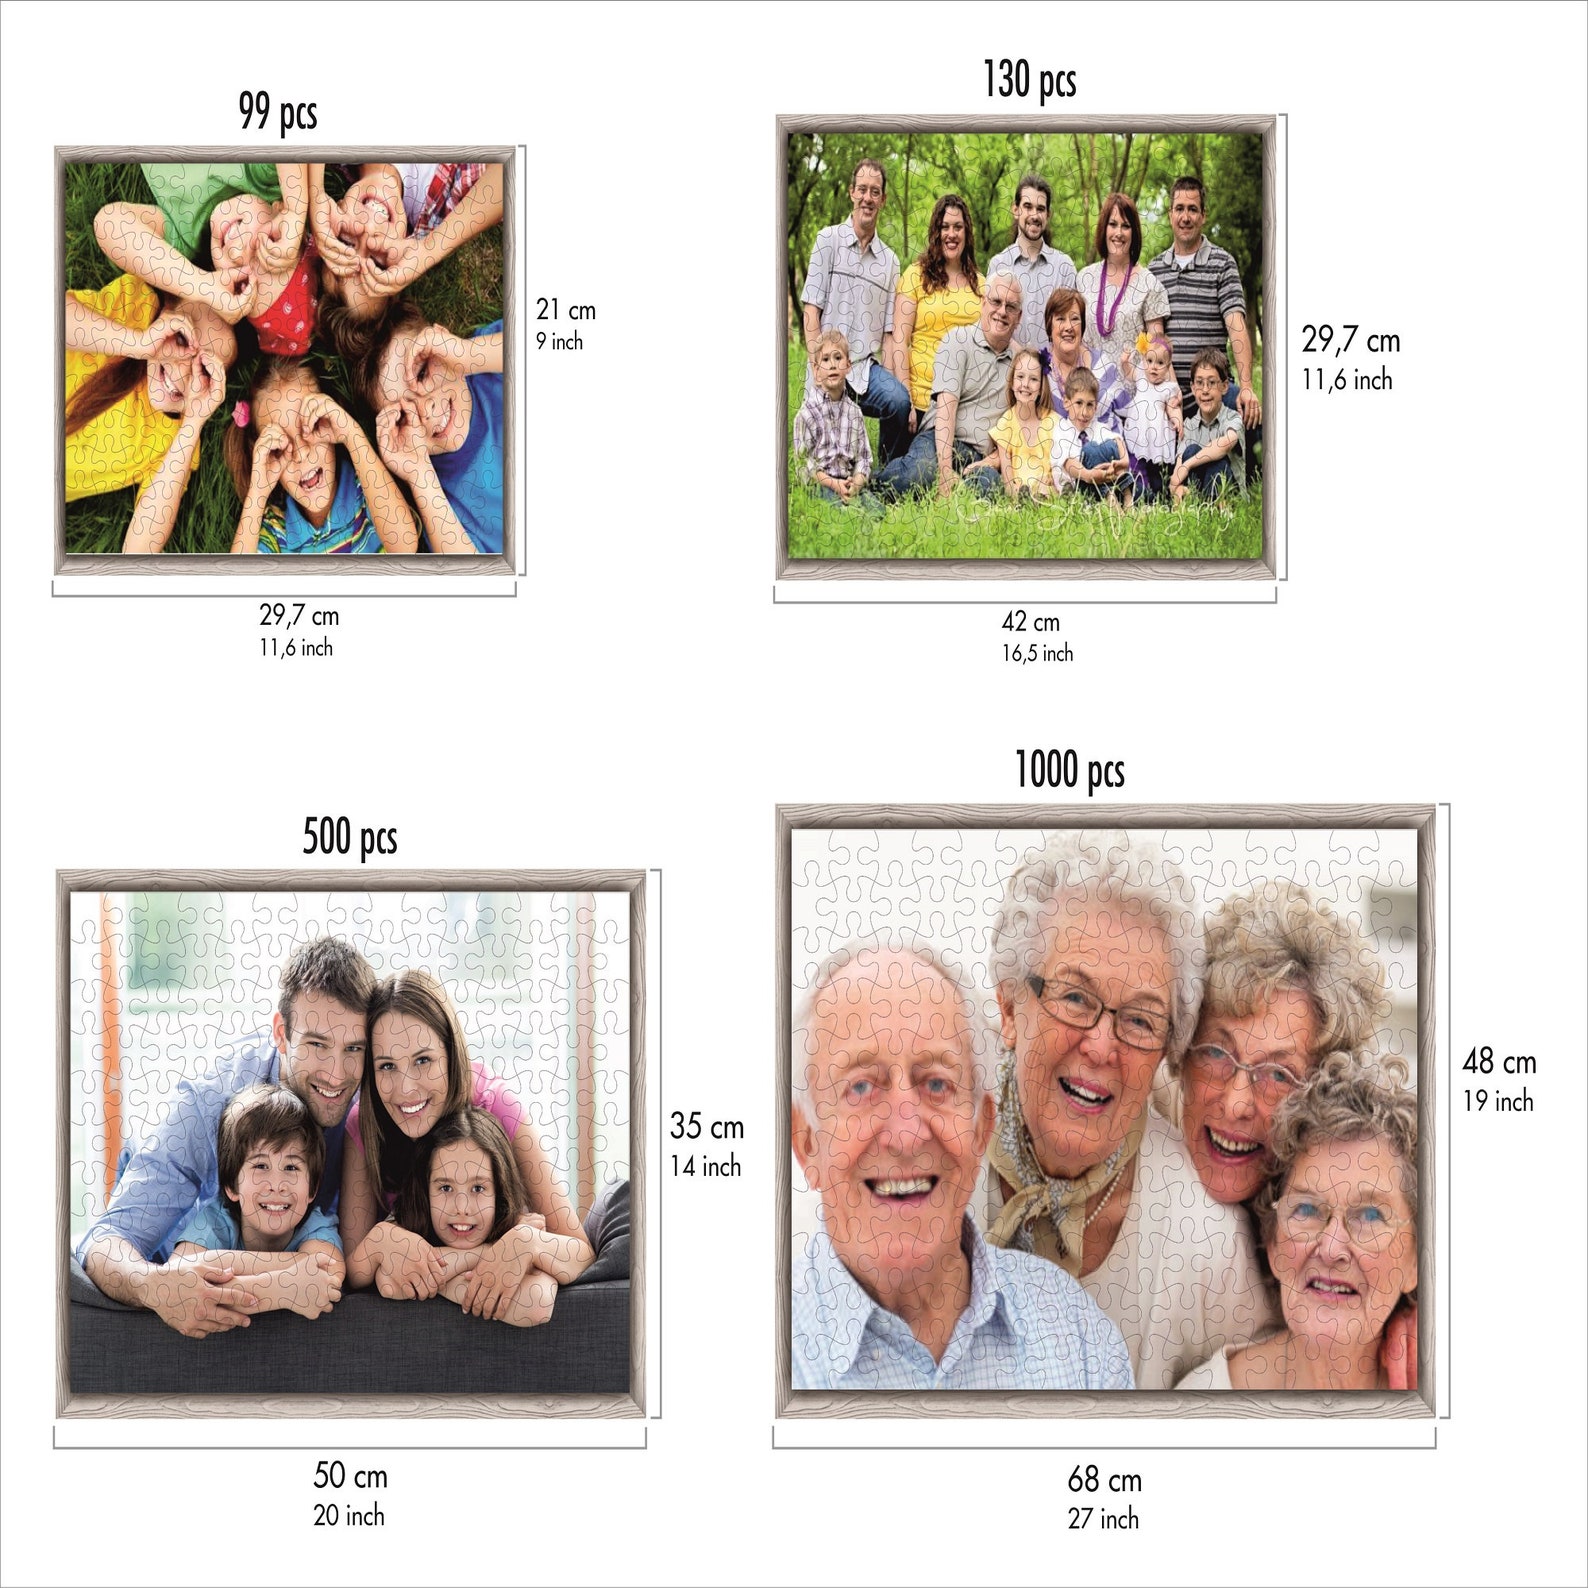 99 pcs
21 cm
9 inch
29,7 cm
11,6 inch
130 pcs
29,7 cm
11,6 inch
Photography
42 cm
16,5 inch
500 pcs
35 cm
14 inch
50 cm
20 inch
1000 pcs
48 cm
19 inch
68 cm
27 inch